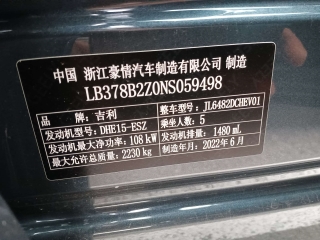 中国 浙江豪情汽车制造有限公司 制造
LB378B2Z0NS059498
品牌：吉利 整车型号：JL6482DCHEV01
发动机型号：DHE15-ESZ 乘坐人数：5
发动机最大净功率：108 kW 发动机排量：1480 mL
最大允许总质量：2230 kg 制造年月：2022年6月